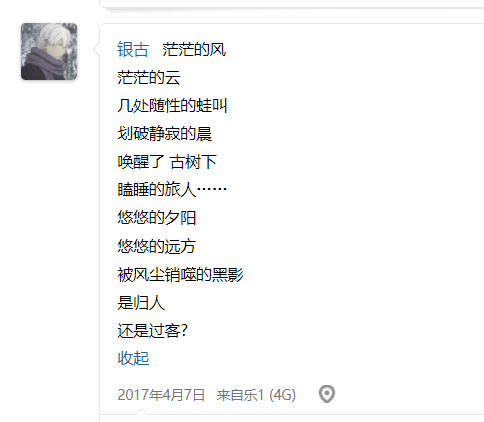 银古 茫茫的风
茫茫的云
几处随性的蛙叫
划破静寂的晨
唤醒了 古树下
瞌睡的旅人……
悠悠的夕阳
悠悠的远方
被风尘销噬的黑影
是归人
还是过客?
收起
2017年4月7日 来自乐1 (4G)